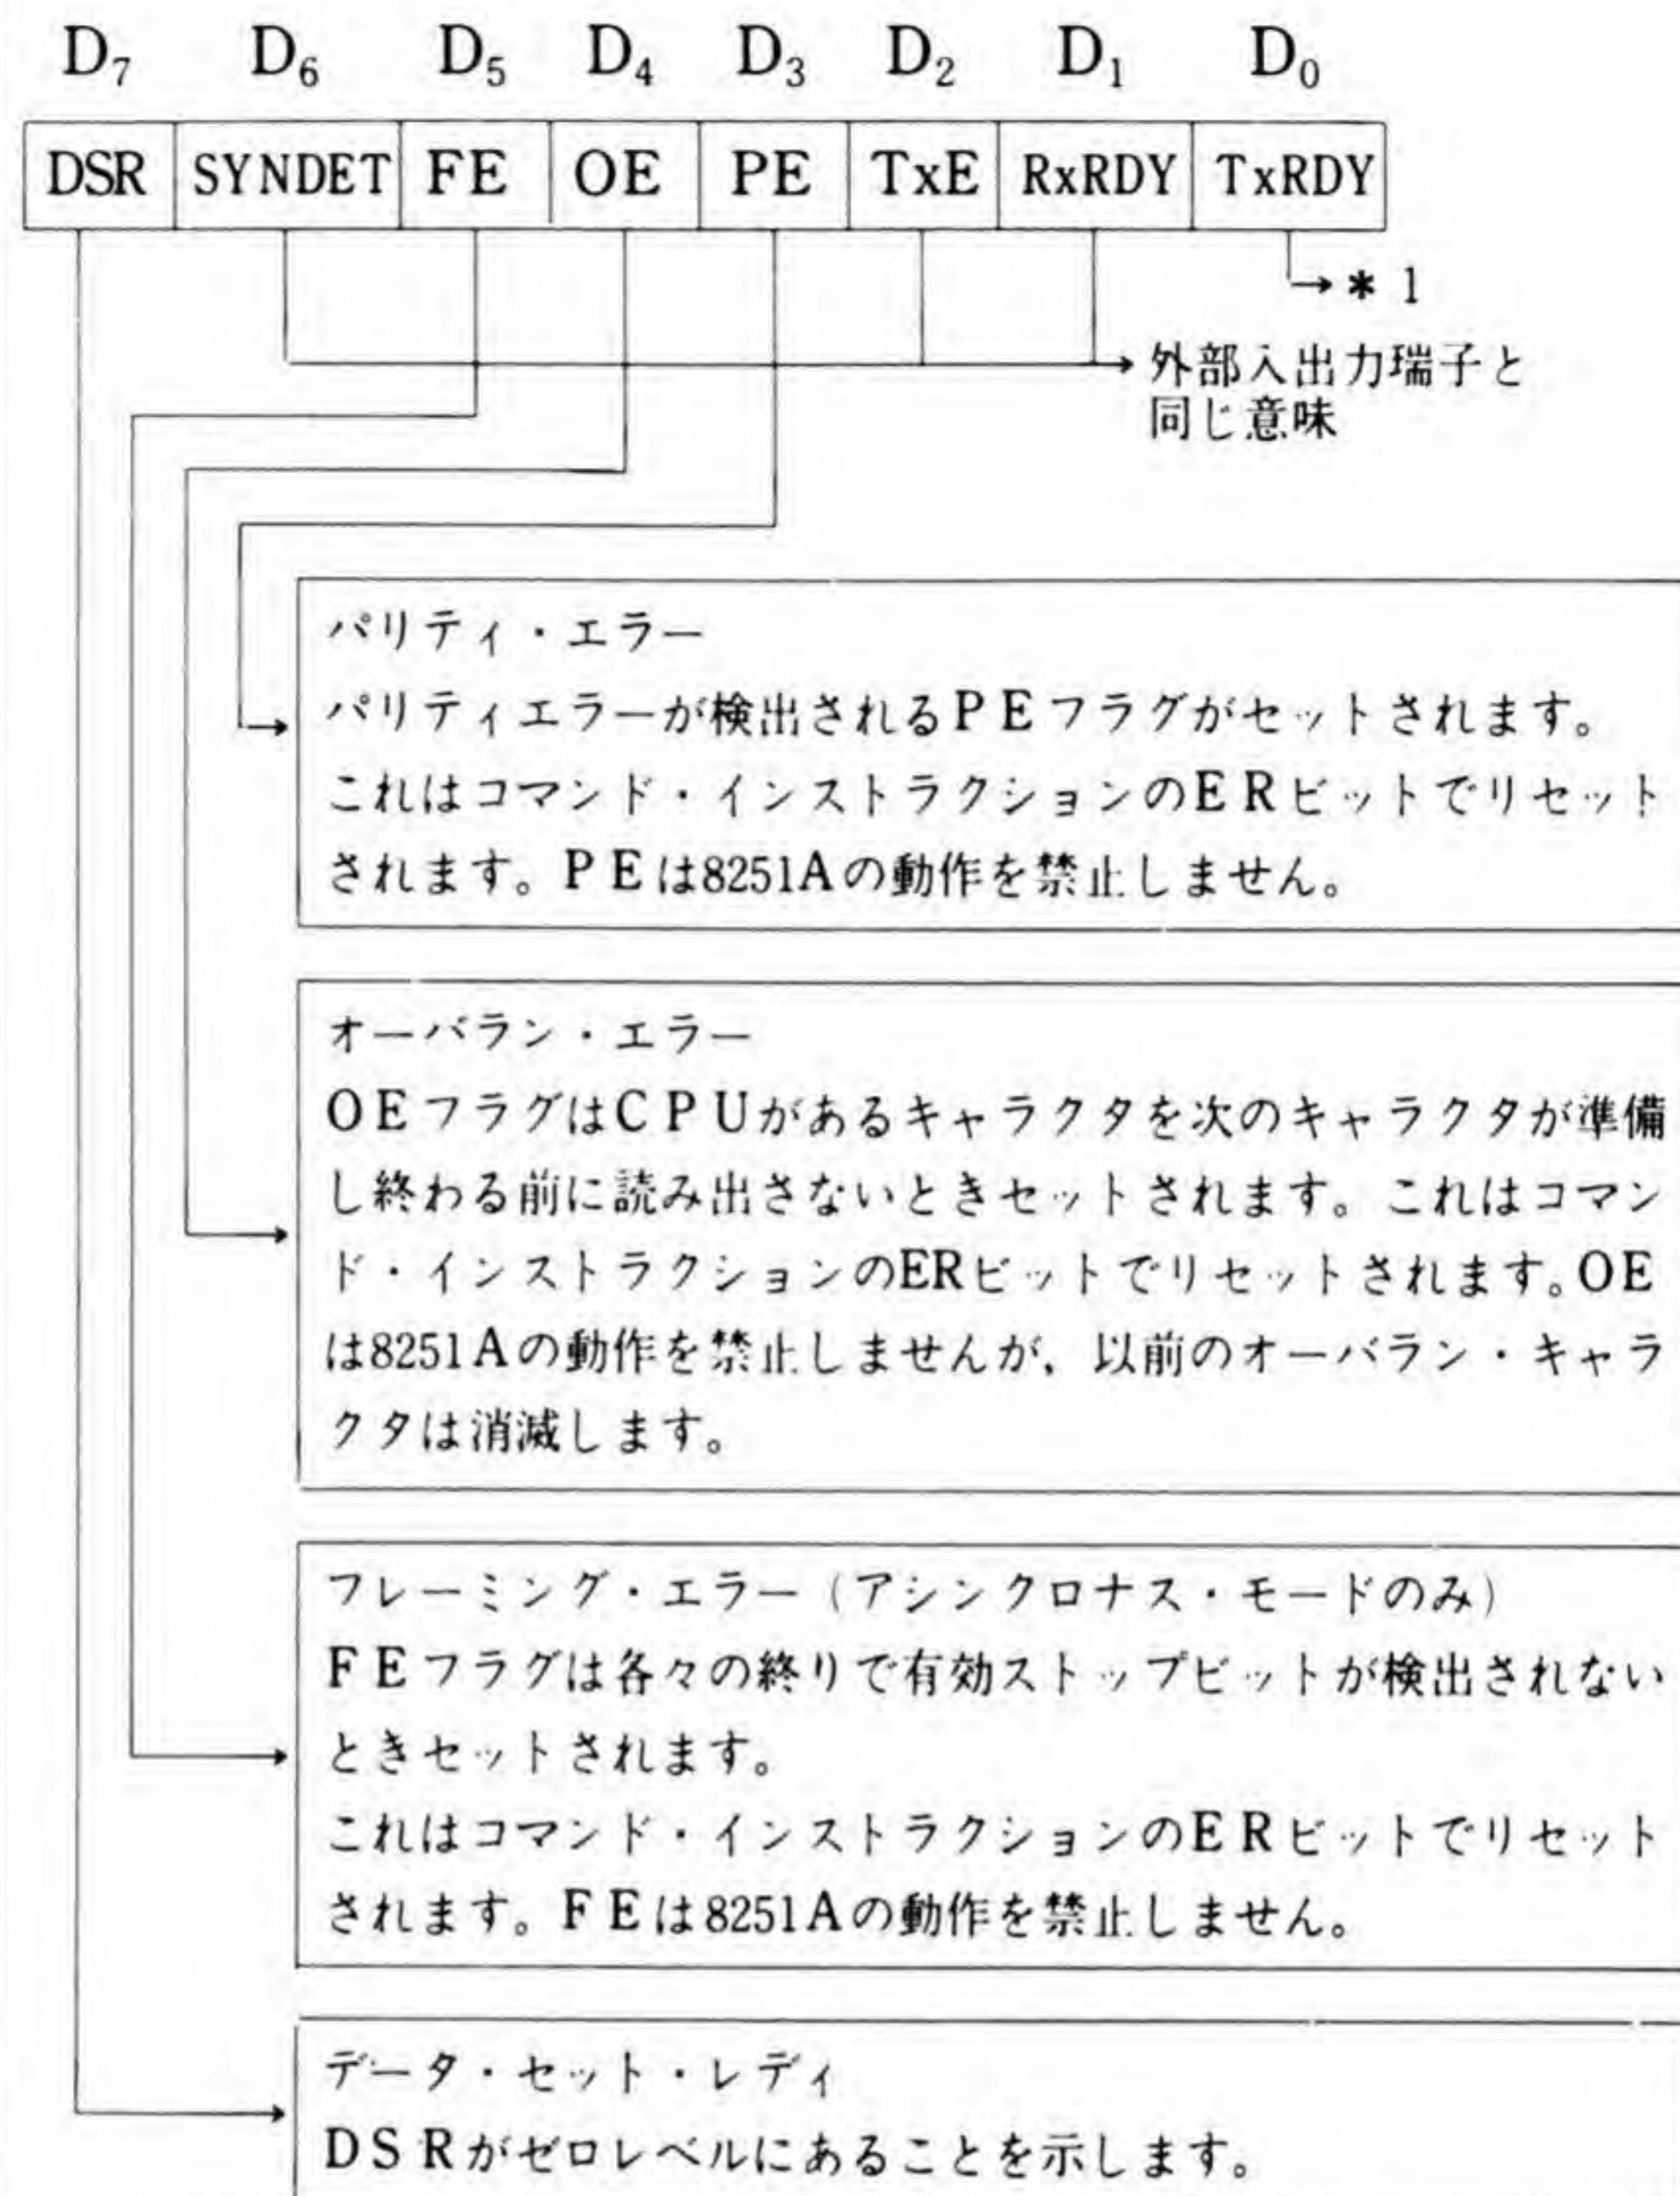 D₇ D₆ D₅ D₄ D₃ D₂ D₁ D₀
DSR SYNDET FE OE PE TxE RxRDY TxRDY
→＊1
外部入出力瑞子と
同じ意味
パリティ・エラー
パリティエラーが検出されるＰＥフラグがセットされます。
これはコマンド・インストラクションのＥＲビットでリセット
されます。ＰＥは8251Aの動作を禁止しません。
オーバラン・エラー
ＯＥフラグはＣＰＵがあるキャラクタを次のキャラクタが準備
し終わる前に読み出さないときセットされます。これはコマン
ド・インストラクションのERビットでリセットされます。OE
は8251Aの動作を禁止しませんが，以前のオーバラン・キャラ
クタは消滅します。
フレーミング・エラー（アシンクロナス・モードのみ）
ＦＥフラグは各々の終りで有効ストップビットが検出されない
ときセットされます。
これはコマンド・インストラクションのＥＲビットでリセット
されます。ＦＥは8251Aの動作を禁止しません。
データ・セット・レディ
ＤＳＲがゼロレベルにあることを示します。